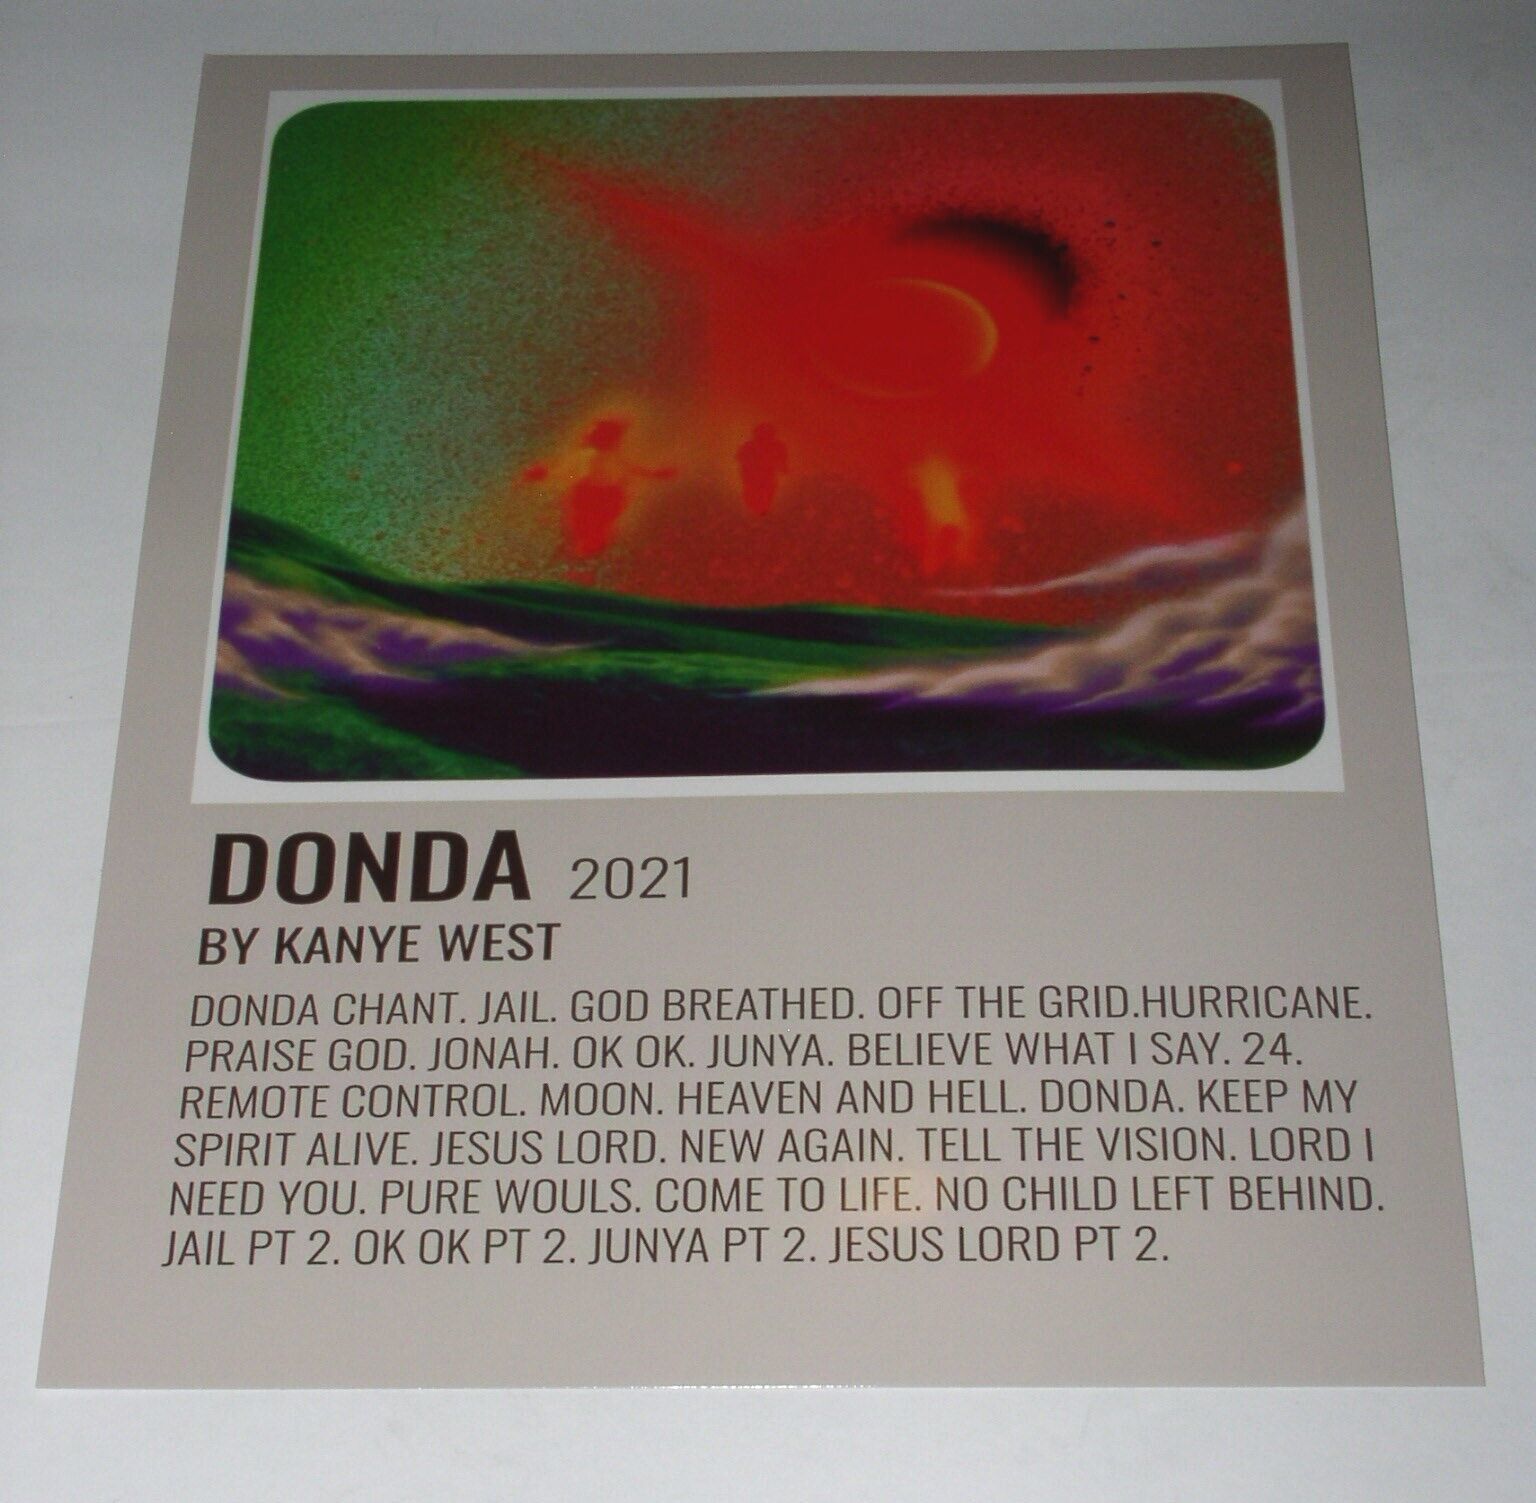 DONDA 2021
BY KANYE WEST
DONDA CHANT. JAIL. GOD BREATHED. OFF THE GRID.HURRICANE.
PRAISE GOD. JONAH. OK OK. JUNYA. BELIEVE WHAT I SAY. 24.
REMOTE CONTROL. MOON. HEAVEN AND HELL. DONDA. KEEP MY
SPIRIT ALIVE. JESUS LORD. NEW AGAIN. TELL THE VISION. LORD I
NEED YOU. PURE WOULS. COME TO LIFE. NO CHILD LEFT BEHIND.
JAIL PT 2. OK OK PT 2. JUNYA PT 2. JESUS LORD PT 2.